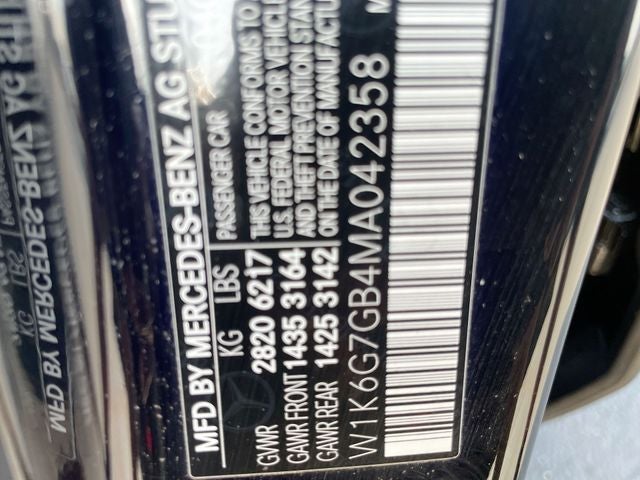 MFD BY MERCEDES-BENZ AG STU
KG LBS PASSENGER CAR
GVWR 2820 6217 THIS VEHICLE CONFORMS TO
GAWR FRONT 1435 3164 U.S. FEDERAL MOTOR VEHICLE
GAWR REAR 1425 3142 AND THEFT PREVENTION STAN
ON THE DATE OF MANUFACTUR
W1K6G7GB4MA042358